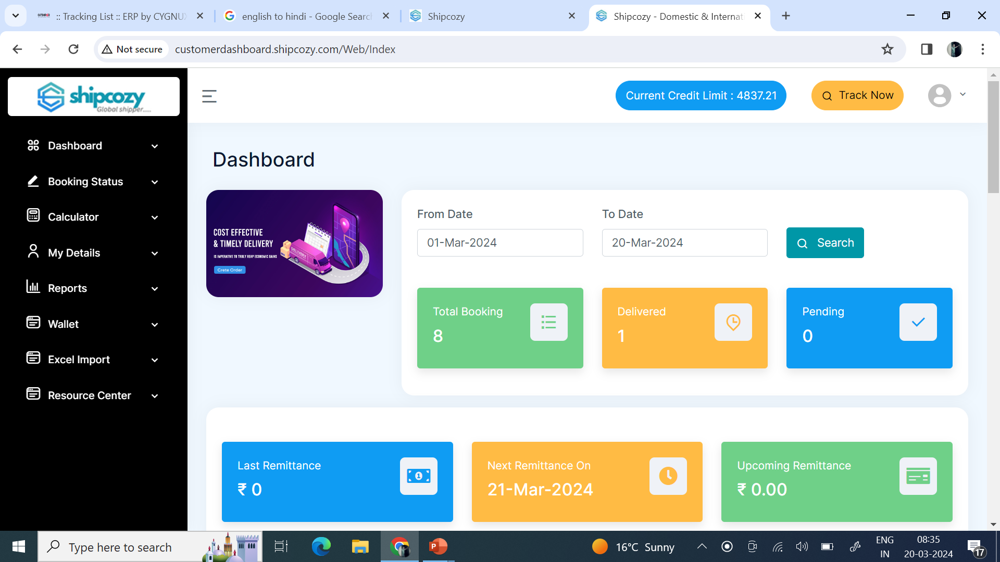 :: Tracking List :: ERP by CYGNUX
english to hindi - Google Searc
Shipcozy
Shipcozy - Domestic & Internat
Not secure
customerdashboard.shipcozy.com/Web/Index
shipcozy
Global shipper.....
Current Credit Limit : 4837.21
Track Now
Dashboard
Booking Status
Calculator
My Details
Reports
Wallet
Excel Import
Resource Center
Dashboard
COST EFFECTIVE
& TIMELY DELIVERY
IS IMPERATIVE TO TRULY REAP ECONOMIC GAINS
Crete Order
DELIVERY
From Date
To Date
01-Mar-2024
20-Mar-2024
Search
Total Booking
8
Delivered
1
Pending
0
Last Remittance
₹ 0
Next Remittance On
21-Mar-2024
Upcoming Remittance
₹ 0.00
Type here to search
P
16°C Sunny
ENG
IN
08:35
20-03-2024
17